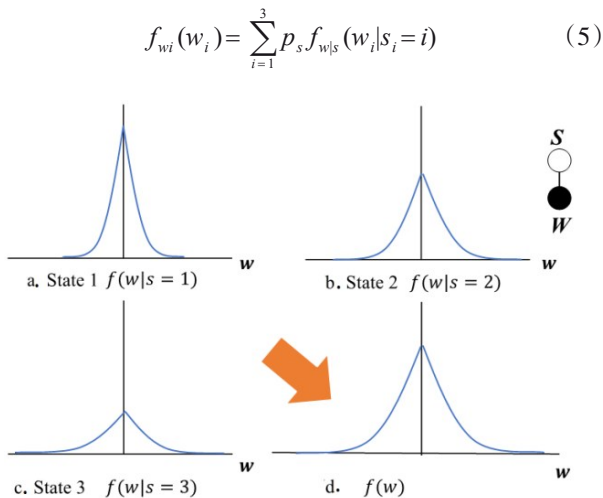 f_{wi}(w_i) = \sum_{i=1}^{3} p_s f_{w|s}(w_i|s_i = i) (5)
S
W
w
w
a. State 1 f(w|s = 1)
b. State 2 f(w|s = 2)
w
w
c. State 3 f(w|s = 3)
d. f(w)